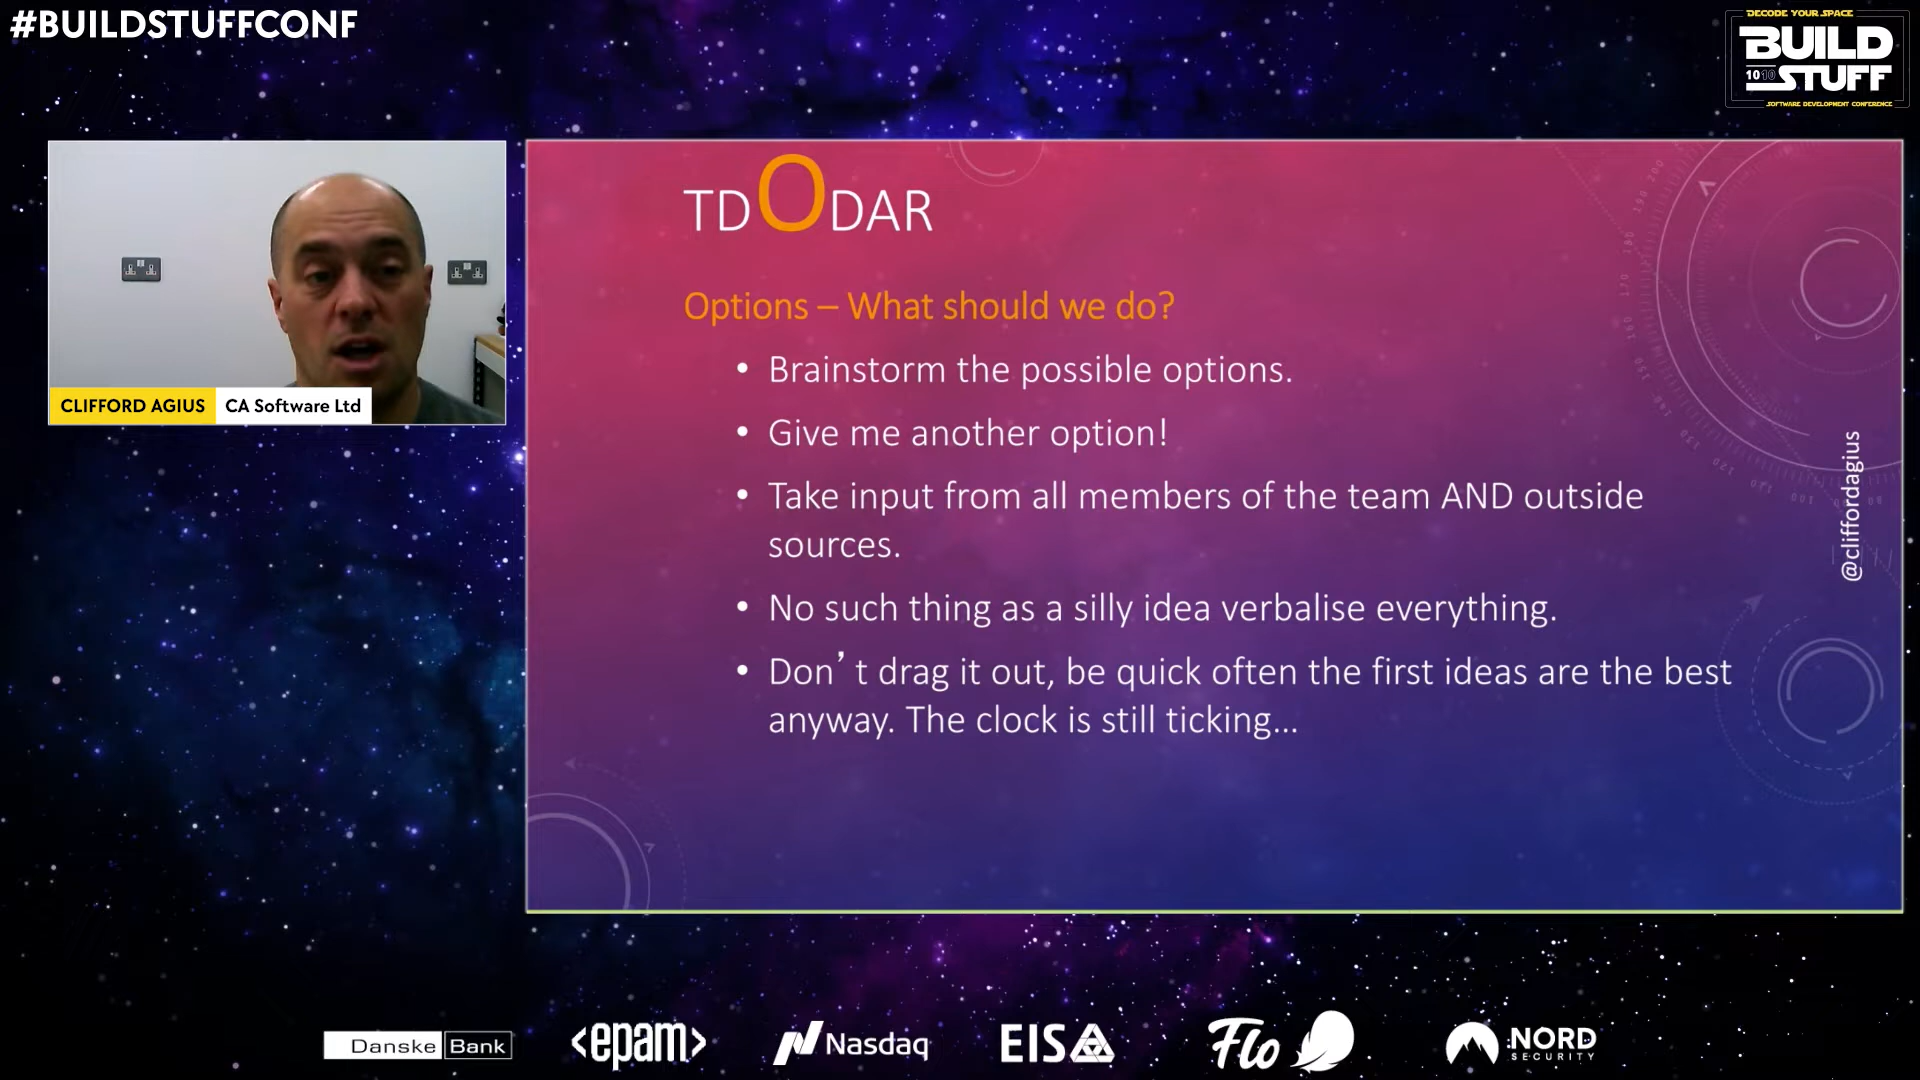 #BUILDSTUFFCONF
DECODE YOUR SPACE
BUILD
STUFF
SOFTWARE DEVELOPMENT CONFERENCE
CLIFFORD AGIUS
CA Software Ltd
TDODAR
Options – What should we do?
• Brainstorm the possible options.
• Give me another option!
• Take input from all members of the team AND outside
sources.
• No such thing as a silly idea verbalise everything.
• Don’t drag it out, be quick often the first ideas are the best
anyway. The clock is still ticking...
@cliffordagius
Danske Bank
<epam>
Nasdaq
EIS
Flo
NORD
SECURITY